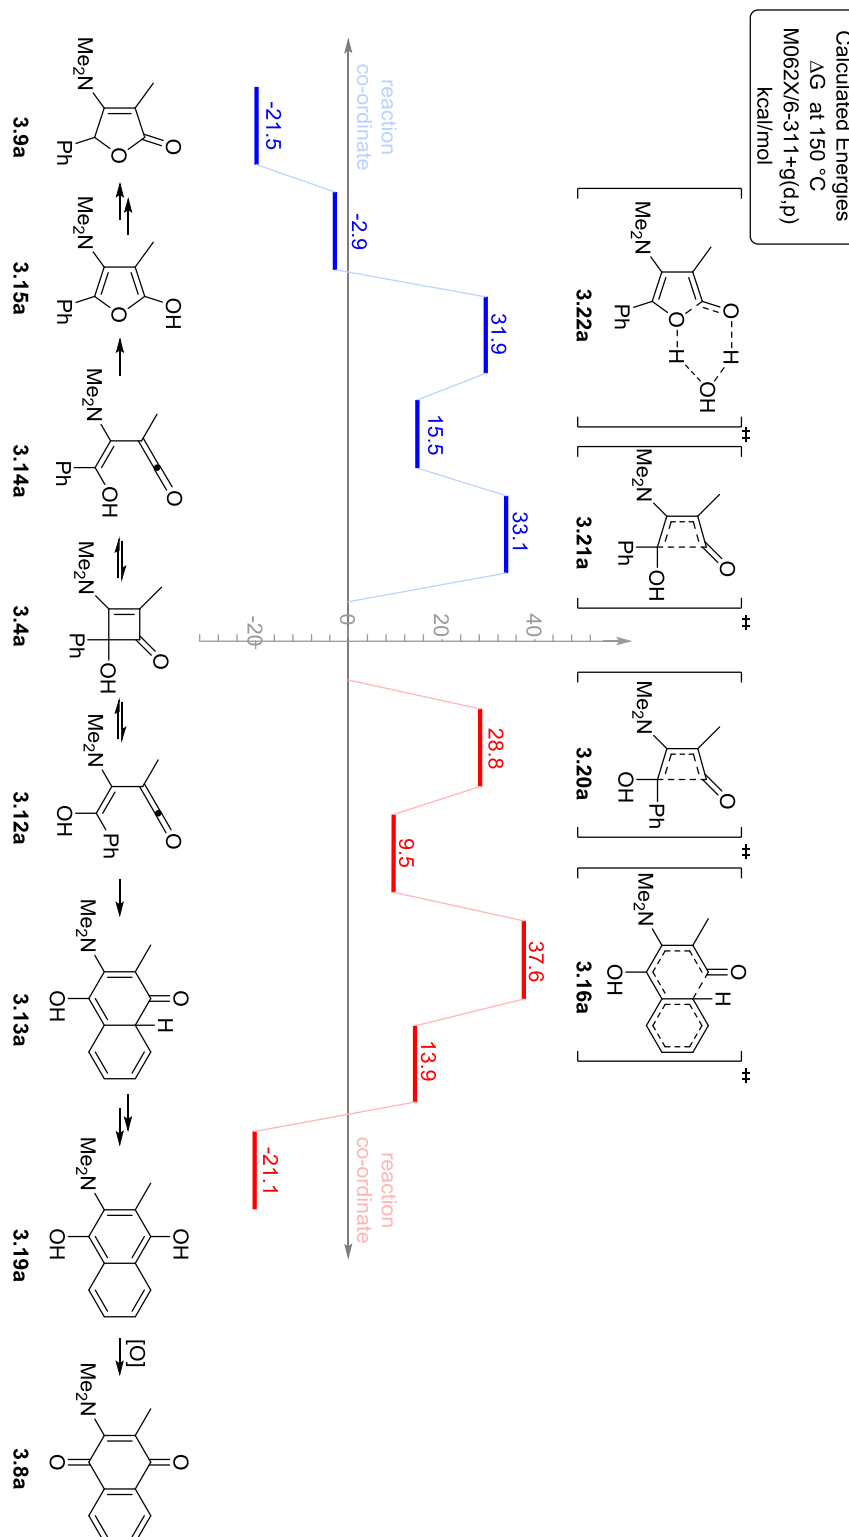 Calculated Energies
ΔG at 150 °C
M062X/6-311+g(d,p)
kcal/mol
‡
O
H
OH
H
O
Me₂N
Ph
3.22a
‡
O
OH
Me₂N
Ph
3.21a
‡
O
Me₂N
Ph
OH
3.20a
‡
O
H
Me₂N
OH
3.16a
40
20
0
-20
reaction
co-ordinate
-21.5
-2.9
31.9
15.5
33.1
28.8
9.5
37.6
13.9
-21.1
reaction
co-ordinate
O
O
Me₂N
Ph
3.9a
OH
O
Me₂N
Ph
3.15a
O
OH
Me₂N
Ph
3.14a
O
OH
Me₂N
Ph
3.4a
O
Ph
Me₂N
OH
3.12a
O
H
Me₂N
OH
3.13a
OH
Me₂N
OH
3.19a
[O]
O
Me₂N
O
3.8a